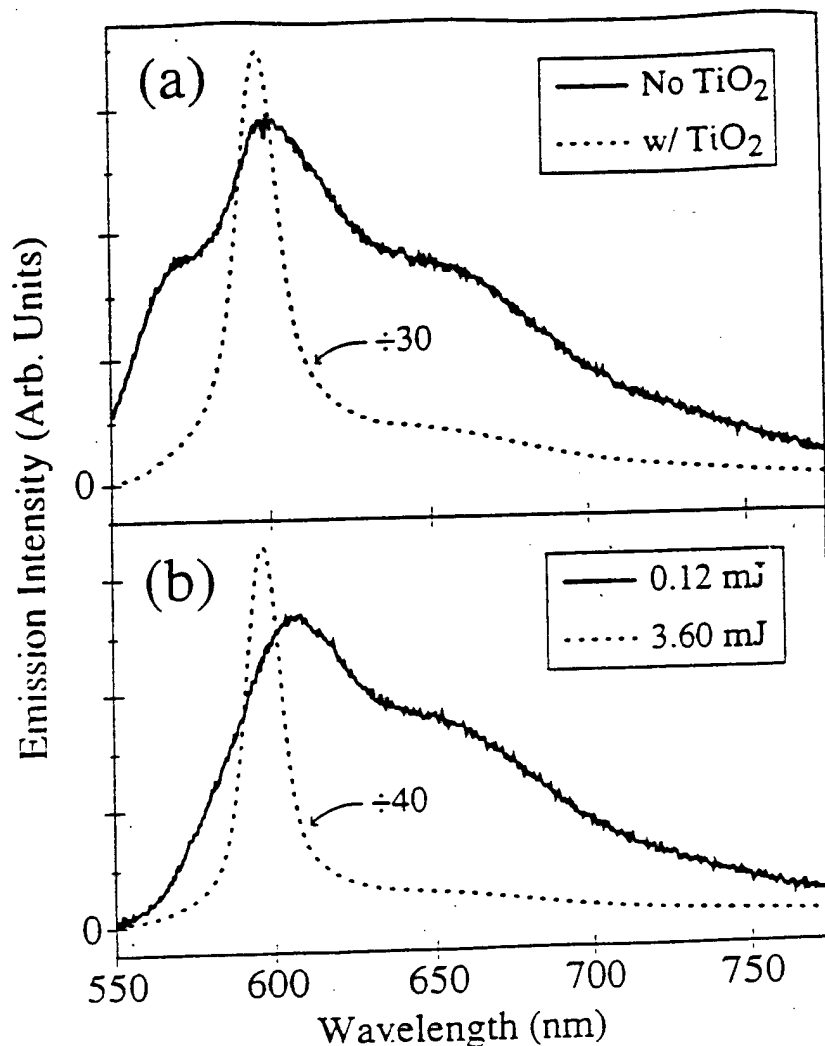 (a)
No TiO2
w/ TiO2
÷30
0
(b)
0.12 mJ
3.60 mJ
÷40
0
550 600 650 700 750
Wavelength (nm)
Emission Intensity (Arb. Units)